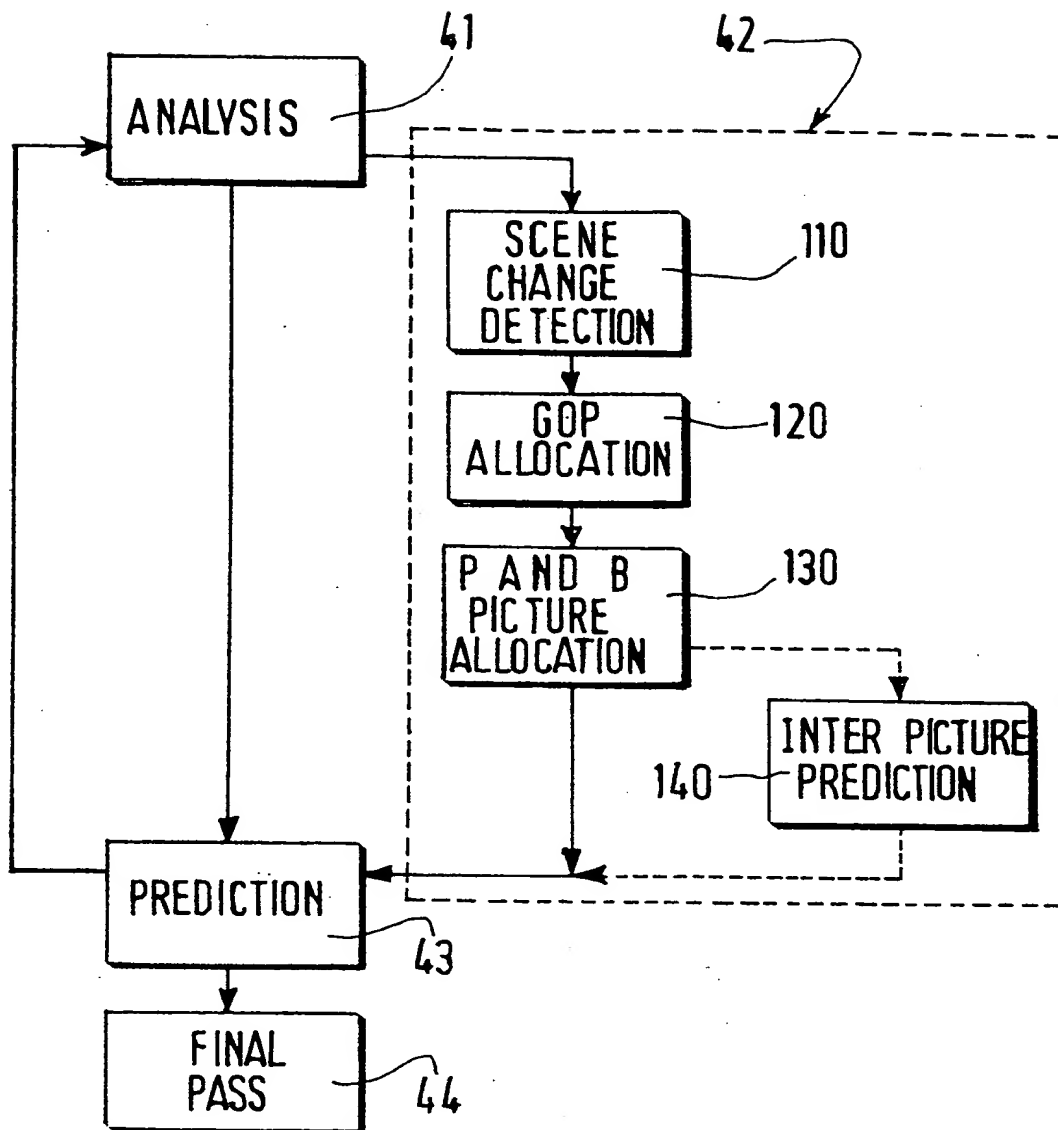 41
42
ANALYSIS
SCENE
CHANGE
DETECTION
110
GOP
ALLOCATION
120
P AND B
PICTURE
ALLOCATION
130
INTER PICTURE
PREDICTION
140
PREDICTION
43
FINAL
PASS
44